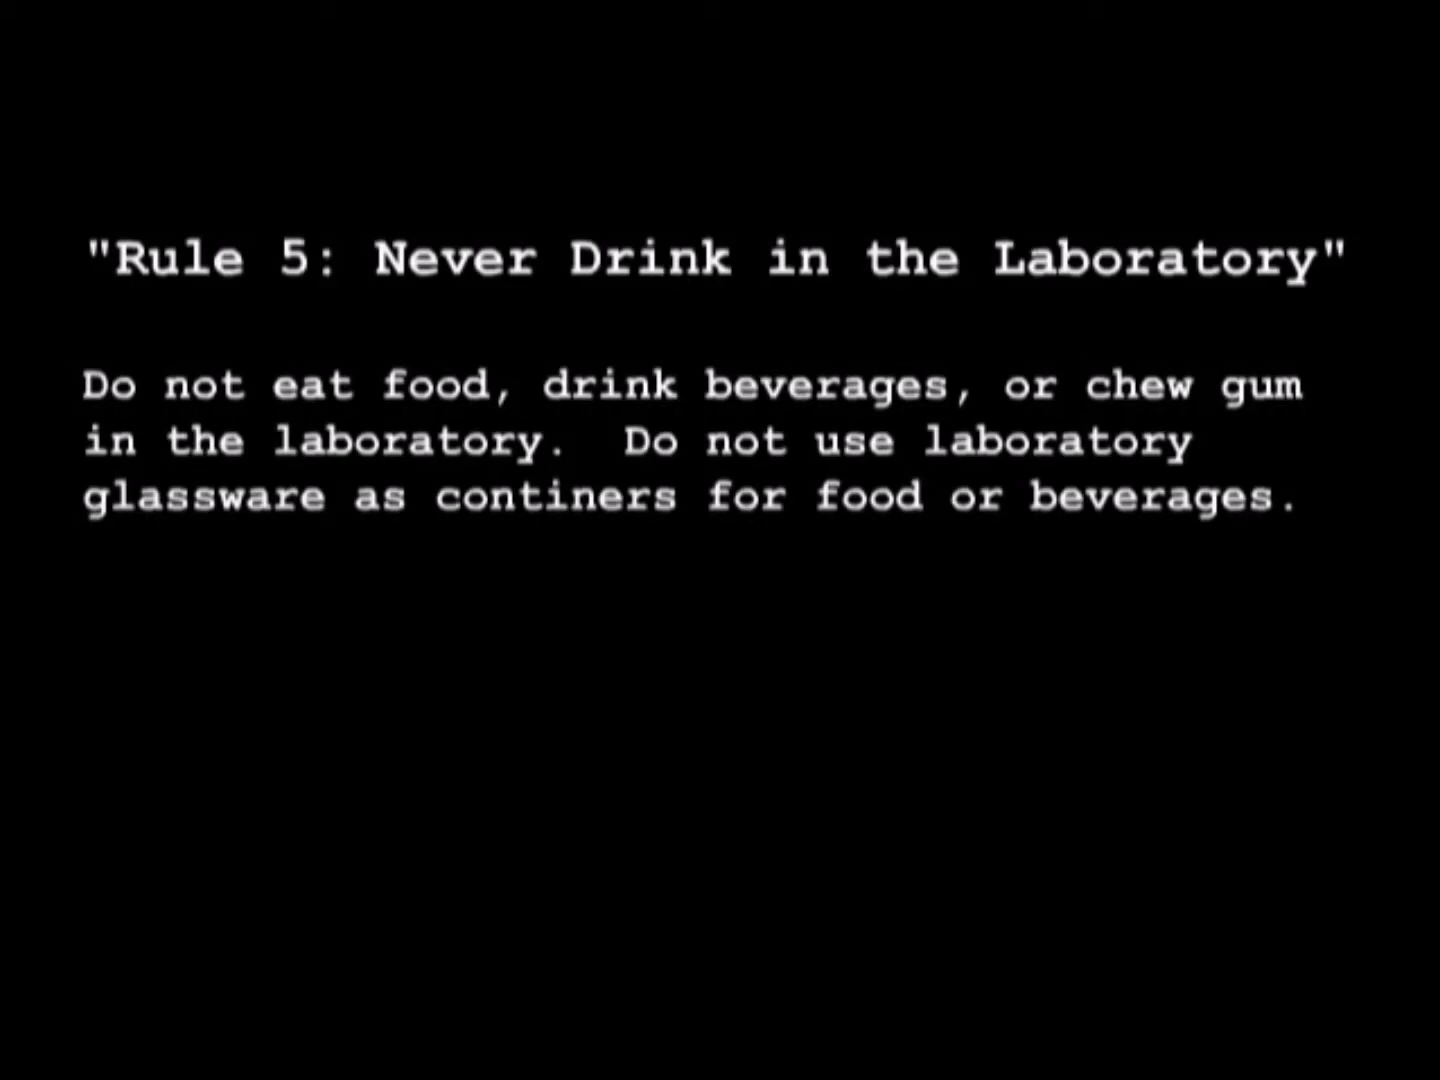 "Rule 5: Never Drink in the Laboratory"
Do not eat food, drink beverages, or chew gum
in the laboratory.  Do not use laboratory
glassware as continers for food or beverages.